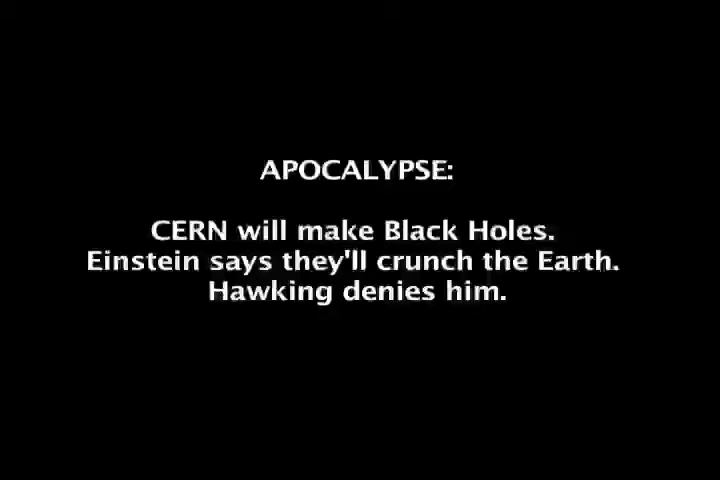 APOCALYPSE:
CERN will make Black Holes.
Einstein says they'll crunch the Earth.
Hawking denies him.